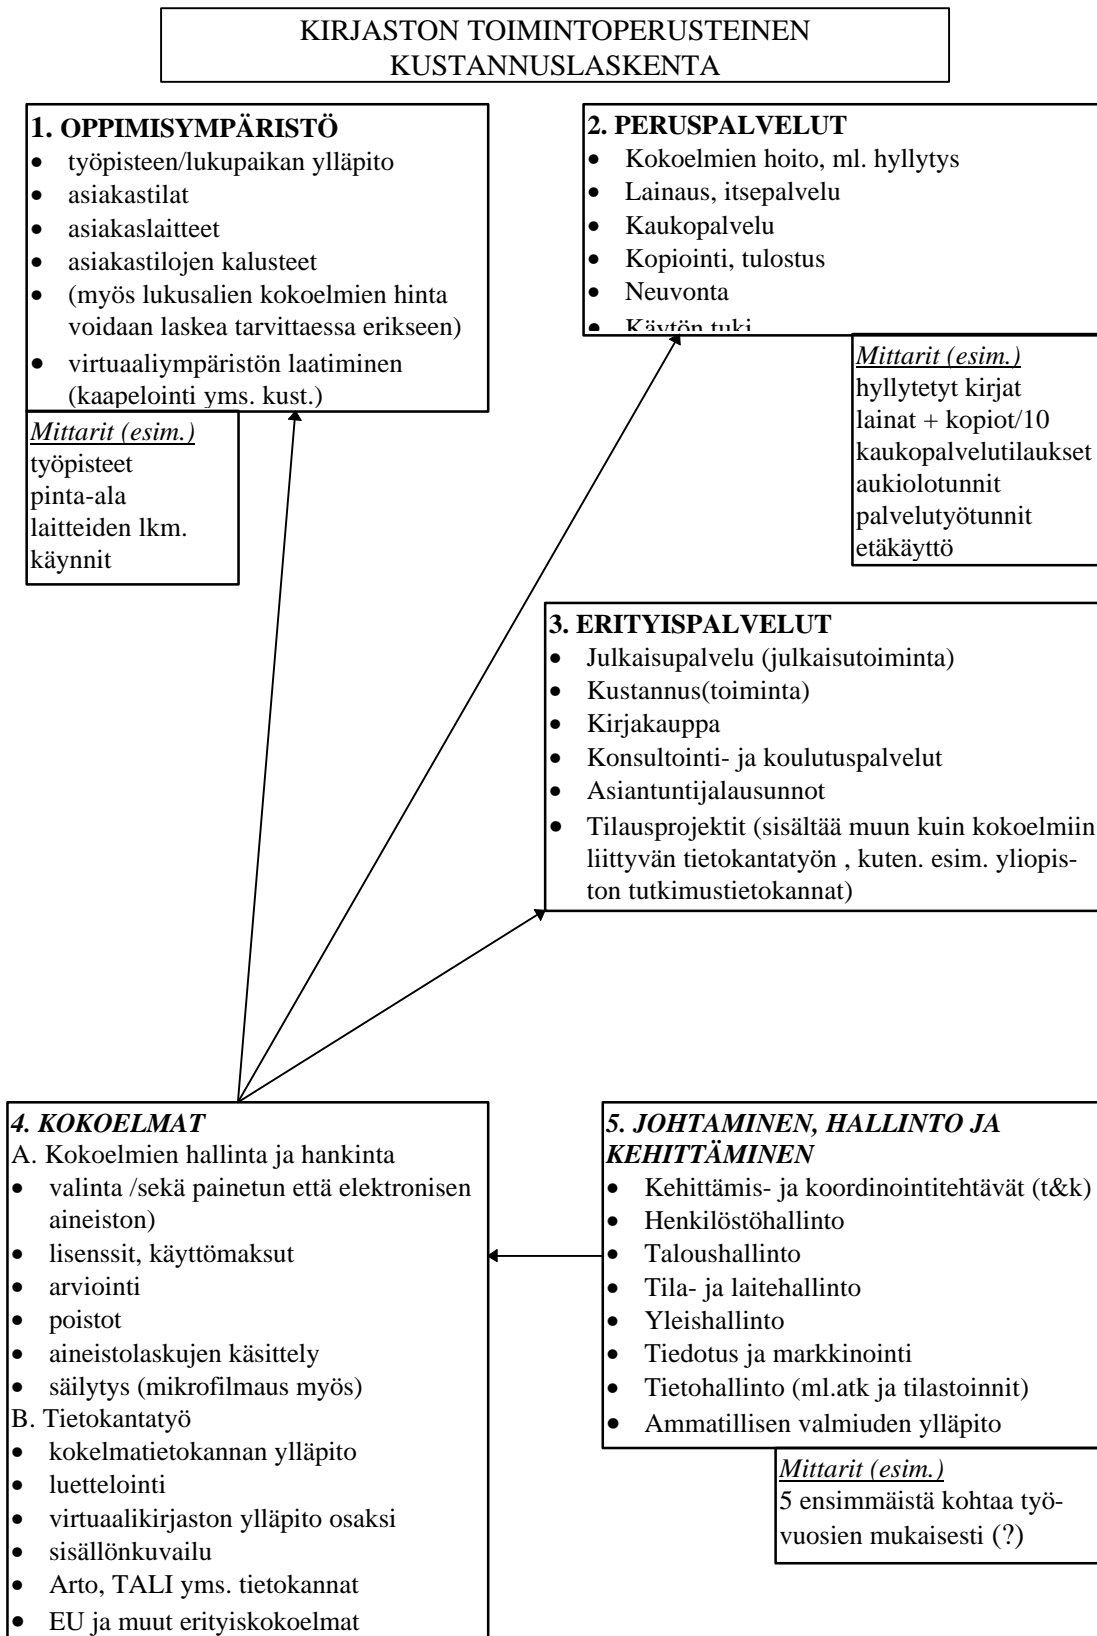 KIRJASTON TOIMINTOPERUSTEINEN
KUSTANNUSLASKENTA
1. OPPIMISYMPÄRISTÖ
• työpisteen/lukupaikan ylläpito
• asiakastilat
• asiakaslaitteet
• asiakastilojen kalusteet
• (myös lukusalien kokoelmien hinta
voidaan laskea tarvittaessa erikseen)
• virtuaaliympäristön laatiminen
(kaapelointi yms. kust.)
Mittarit (esim.)
työpisteet
pinta-ala
laitteiden lkm.
käynnit
2. PERUSPALVELUT
• Kokoelmien hoito, ml. hyllytys
• Lainaus, itsepalvelu
• Kaukopalvelu
• Kopiointi, tulostus
• Neuvonta
• Käytön tuki
Mittarit (esim.)
hyllytetyt kirjat
lainat + kopiot/10
kaukopalvelutilaukset
aukiolotunnit
palvelutyötunnit
etäkäyttö
3. ERITYISPALVELUT
• Julkaisupalvelu (julkaisutoiminta)
• Kustannus(toiminta)
• Kirjakauppa
• Konsultointi- ja koulutuspalvelut
• Asiantuntijalausunnot
• Tilausprojektit (sisältää muun kuin kokoelmiin
liittyvän tietokantatyön , kuten. esim. yliopis-
ton tutkimustietokannat)
4. KOKOELMAT
A. Kokoelmien hallinta ja hankinta
• valinta /sekä painetun että elektronisen
aineiston)
• lisenssit, käyttömaksut
• arviointi
• poistot
• aineistolaskujen käsittely
• säilytys (mikrofilmaus myös)
B. Tietokantatyö
• kokelmatietokannan ylläpito
• luettelointi
• virtuaalikirjaston ylläpito osaksi
• sisällönkuvailu
• Arto, TALI yms. tietokannat
• EU ja muut erityiskokoelmat
5. JOHTAMINEN, HALLINTO JA
KEHITTÄMINEN
• Kehittämis- ja koordinointitehtävät (t&k)
• Henkilöstöhallinto
• Taloushallinto
• Tila- ja laitehallinto
• Yleishallinto
• Tiedotus ja markkinointi
• Tietohallinto (ml.atk ja tilastoinnit)
• Ammatillisen valmiuden ylläpito
Mittarit (esim.)
5 ensimmäistä kohtaa työ-
vuosien mukaisesti (?)